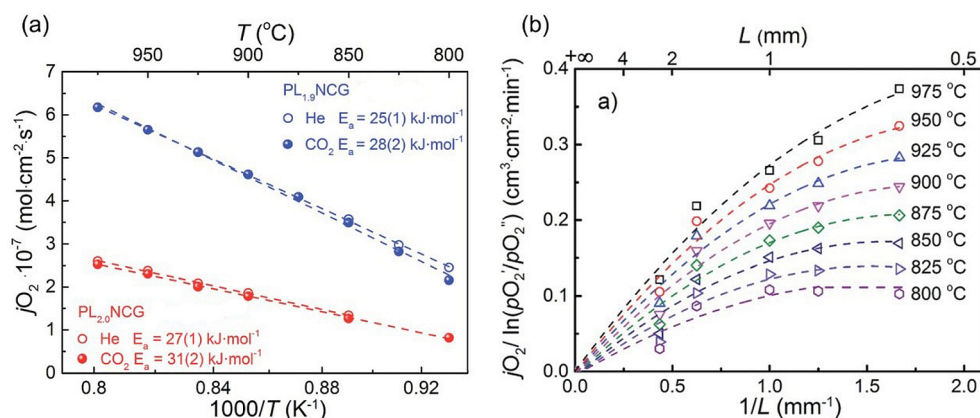 (a)
T (°C)
950 900 850 800
7
6
5
4
3
2
1
0
jO₂·10⁻⁷ (mol·cm⁻²·s⁻¹)
PL₁.₉NCG
He Eₐ = 25(1) kJ·mol⁻¹
CO₂ Eₐ = 28(2) kJ·mol⁻¹
PL₂.₀NCG
He Eₐ = 27(1) kJ·mol⁻¹
CO₂ Eₐ = 31(2) kJ·mol⁻¹
0.8 0.84 0.88 0.92
1000/T (K⁻¹)
(b)
L (mm)
+∞ 4 2 1 0.5
a)
0.4
0.3
0.2
0.1
0.0
jO₂/ ln(pO₂'/pO₂'') (cm³·cm⁻²·min⁻¹)
975 °C
950 °C
925 °C
900 °C
875 °C
850 °C
825 °C
800 °C
0.0 0.5 1.0 1.5 2.0
1/L (mm⁻¹)